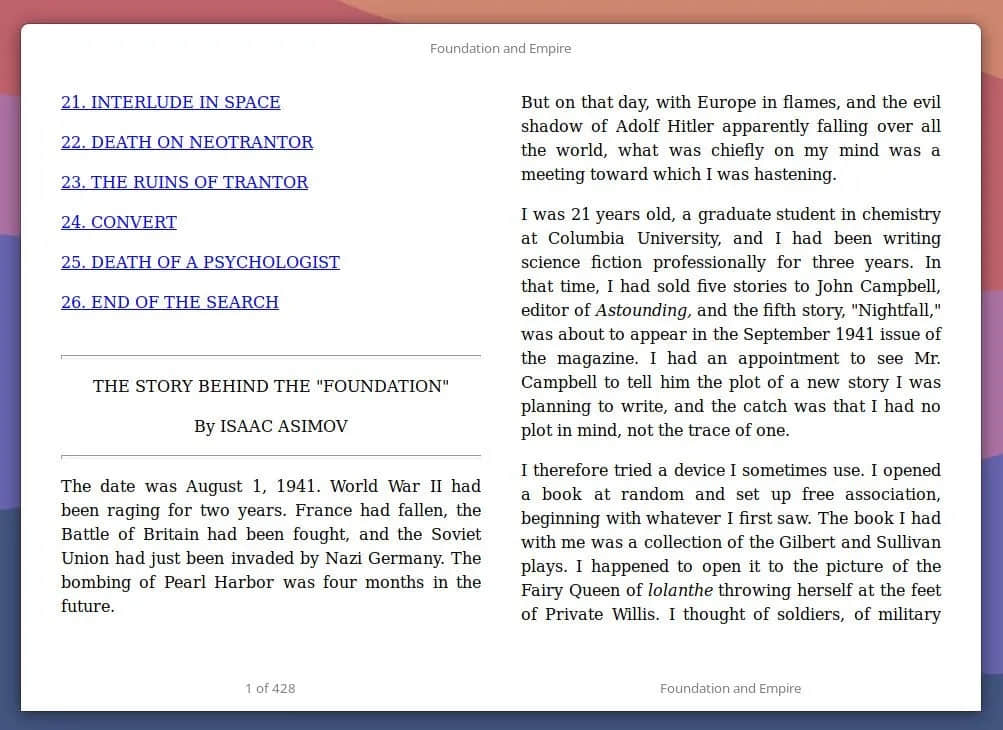 Foundation and Empire
21. INTERLUDE IN SPACE
22. DEATH ON NEOTRANTOR
23. THE RUINS OF TRANTOR
24. CONVERT
25. DEATH OF A PSYCHOLOGIST
26. END OF THE SEARCH
THE STORY BEHIND THE "FOUNDATION"
By ISAAC ASIMOV
The date was August 1, 1941. World War II had
been raging for two years. France had fallen, the
Battle of Britain had been fought, and the Soviet
Union had just been invaded by Nazi Germany. The
bombing of Pearl Harbor was four months in the
future.
But on that day, with Europe in flames, and the evil
shadow of Adolf Hitler apparently falling over all
the world, what was chiefly on my mind was a
meeting toward which I was hastening.
I was 21 years old, a graduate student in chemistry
at Columbia University, and I had been writing
science fiction professionally for three years. In
that time, I had sold five stories to John Campbell,
editor of Astounding, and the fifth story, "Nightfall,"
was about to appear in the September 1941 issue of
the magazine. I had an appointment to see Mr.
Campbell to tell him the plot of a new story I was
planning to write, and the catch was that I had no
plot in mind, not the trace of one.
I therefore tried a device I sometimes use. I opened
a book at random and set up free association,
beginning with whatever I first saw. The book I had
with me was a collection of the Gilbert and Sullivan
plays. I happened to open it to the picture of the
Fairy Queen of lolanthe throwing herself at the feet
of Private Willis. I thought of soldiers, of military
1 of 428
Foundation and Empire